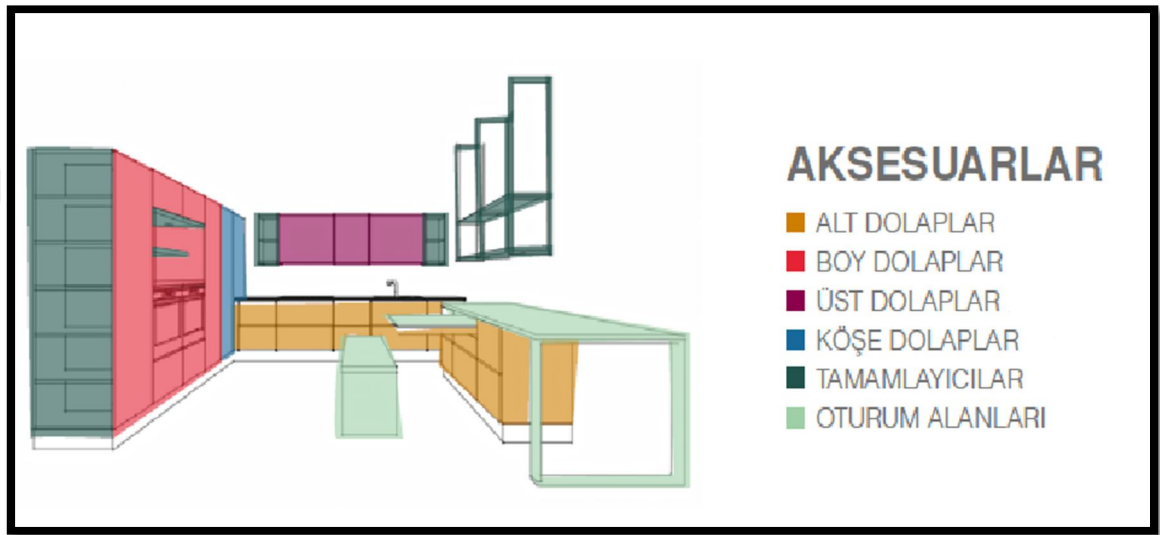 AKSESUARLAR
ALT DOLAPLAR
BOY DOLAPLAR
ÜST DOLAPLAR
KÖŞE DOLAPLAR
TAMAMLAYICILAR
OTURUM ALANLARI